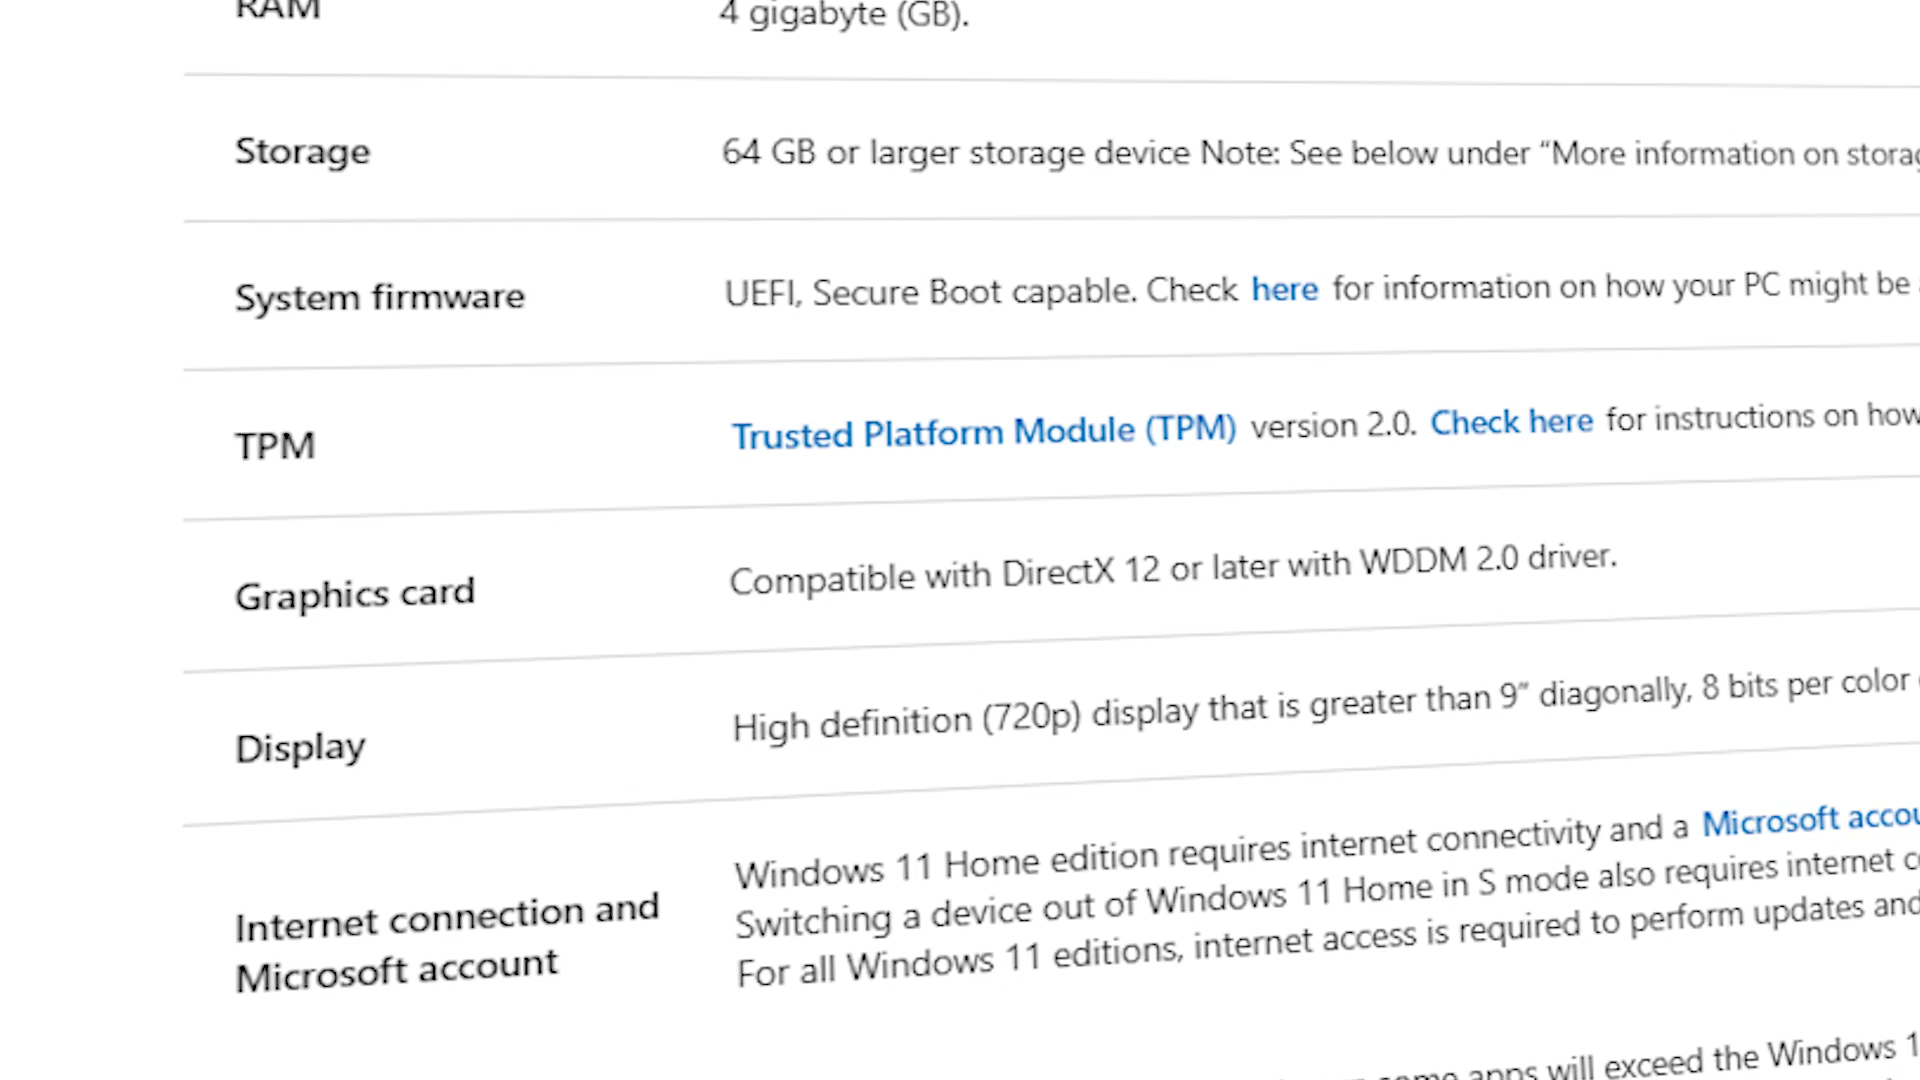 RAM 4 gigabyte (GB).
Storage 64 GB or larger storage device Note: See below under “More information on
System firmware UEFI, Secure Boot capable. Check here for information on how your PC might be
TPM Trusted Platform Module (TPM) version 2.0. Check here for instructions on how
Graphics card Compatible with DirectX 12 or later with WDDM 2.0 driver.
Display High definition (720p) display that is greater than 9” diagonally, 8 bits per color
Internet connection and
Microsoft account
Windows 11 Home edition requires internet connectivity and a Microsoft
Switching a device out of Windows 11 Home in S mode also requires internet
For all Windows 11 editions, internet access is required to perform updates and
some apps will exceed the Windows